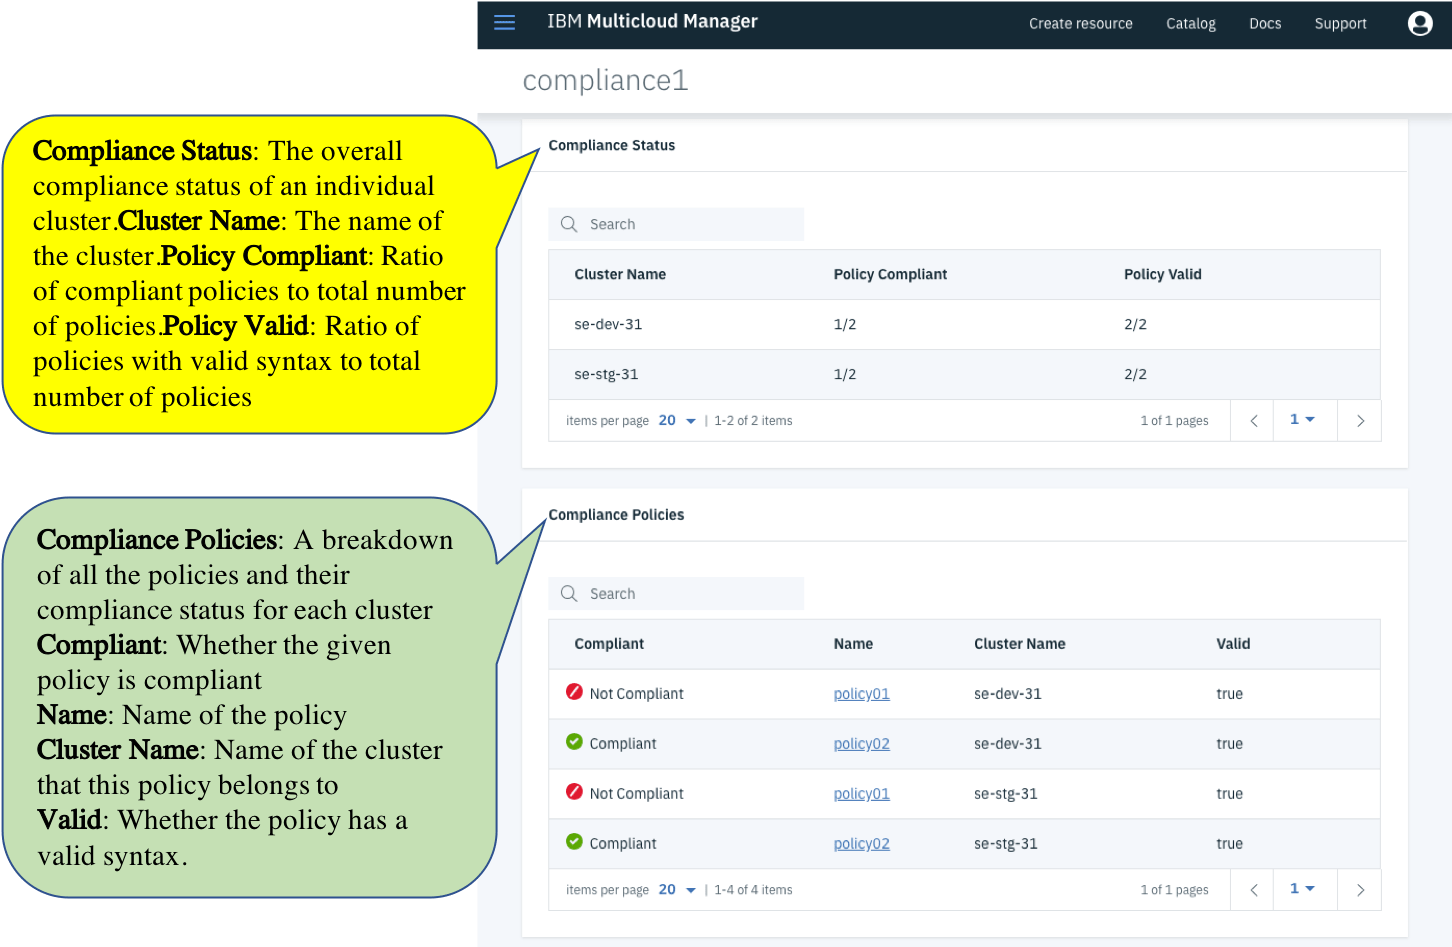 IBM Multicloud Manager
Create resource Catalog Docs Support
compliance1
Compliance Status: The overall
compliance status of an individual
cluster.Cluster Name: The name of
the cluster.Policy Compliant: Ratio
of compliant policies to total number
of policies.Policy Valid: Ratio of
policies with valid syntax to total
number of policies
Compliance Status
Search
Cluster Name Policy Compliant Policy Valid
se-dev-31 1/2 2/2
se-stg-31 1/2 2/2
items per page 20 | 1-2 of 2 items 1 of 1 pages 1
Compliance Policies: A breakdown
of all the policies and their
compliance status for each cluster
Compliant: Whether the given
policy is compliant
Name: Name of the policy
Cluster Name: Name of the cluster
that this policy belongs to
Valid: Whether the policy has a
valid syntax.
Compliance Policies
Search
Compliant Name Cluster Name Valid
Not Compliant policy01 se-dev-31 true
Compliant policy02 se-dev-31 true
Not Compliant policy01 se-stg-31 true
Compliant policy02 se-stg-31 true
items per page 20 | 1-4 of 4 items 1 of 1 pages 1